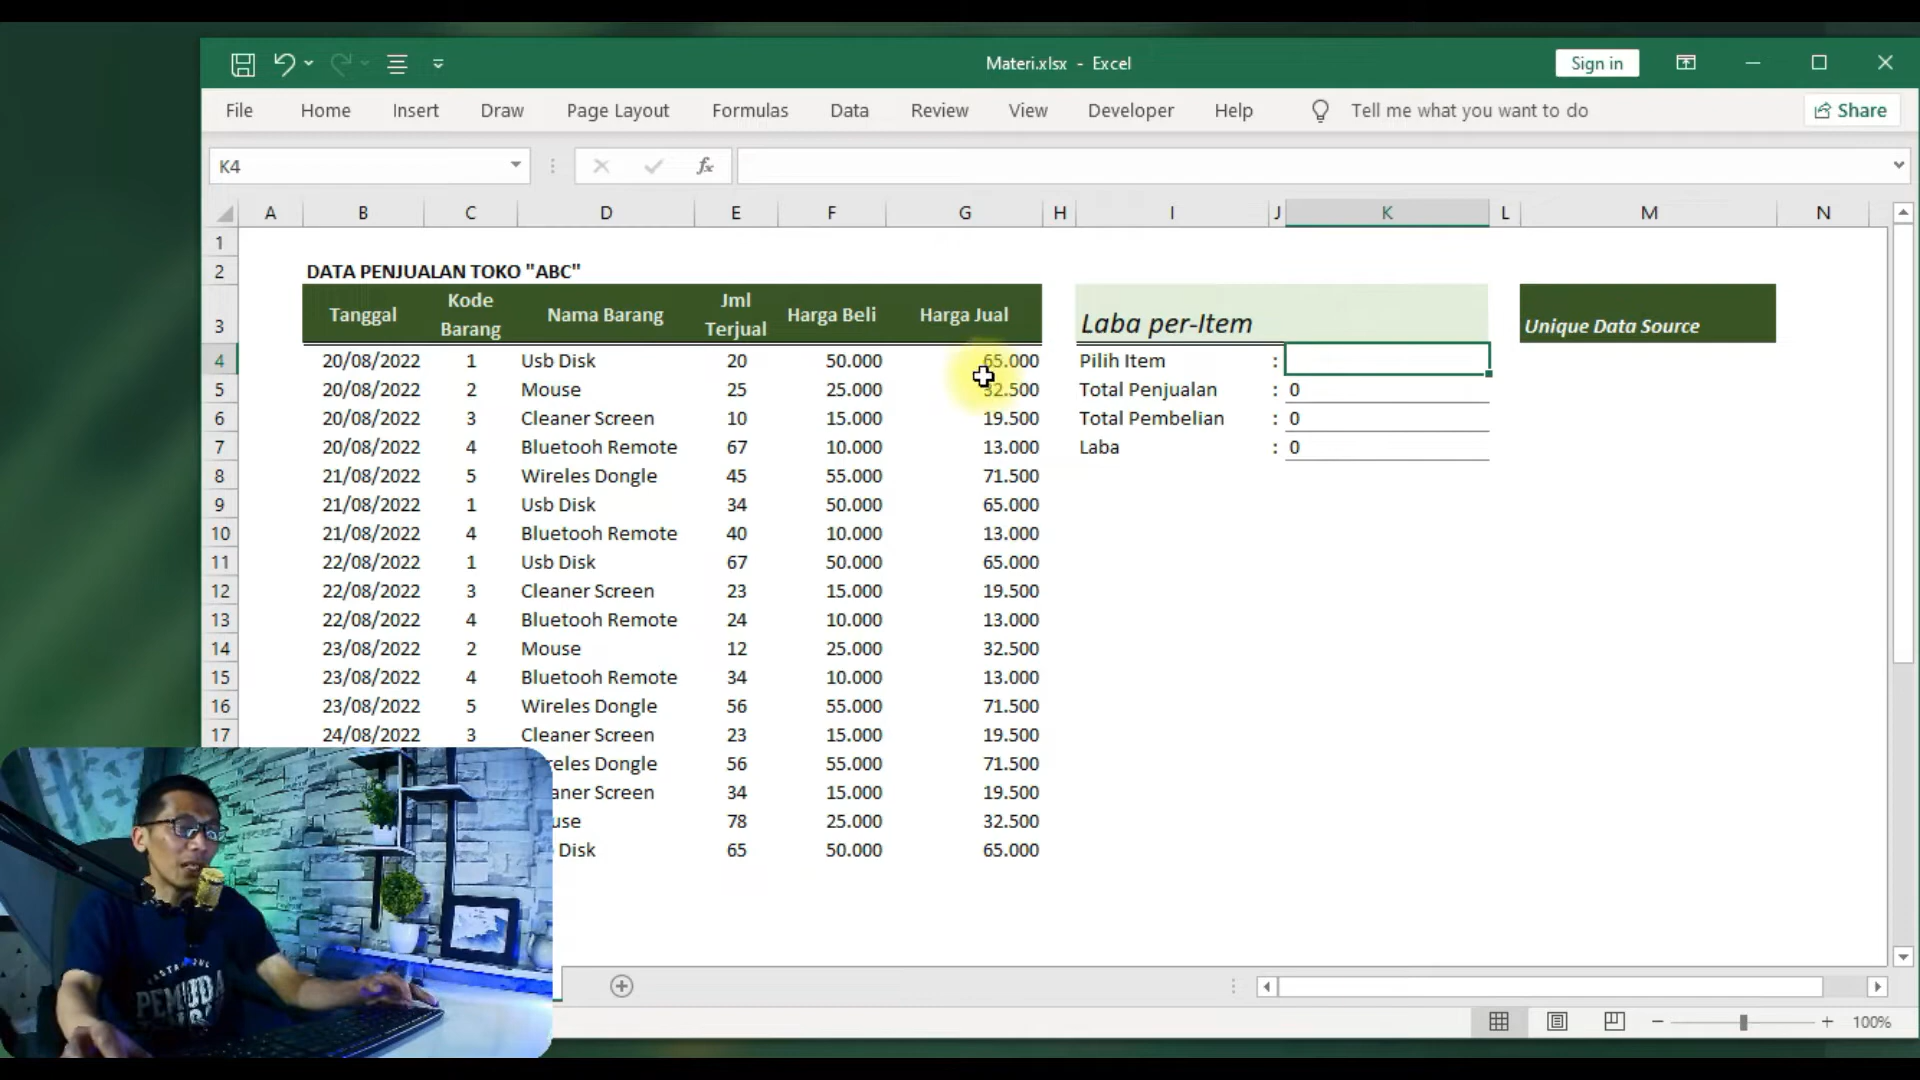 Materi.xlsx - Excel
Sign in
File Home Insert Draw Page Layout Formulas Data Review View Developer Help Tell me what you want to do Share
K4 fx
A B C D E F G H I J K L M N
1
2 DATA PENJUALAN TOKO "ABC"
3 Tanggal Kode Barang Nama Barang Jml Terjual Harga Beli Harga Jual Laba per-Item Unique Data Source
4 20/08/2022 1 Usb Disk 20 50.000 65.000 Pilih Item :
5 20/08/2022 2 Mouse 25 25.000 32.500 Total Penjualan : 0
6 20/08/2022 3 Cleaner Screen 10 15.000 19.500 Total Pembelian : 0
7 20/08/2022 4 Bluetooh Remote 67 10.000 13.000 Laba : 0
8 21/08/2022 5 Wireles Dongle 45 55.000 71.500
9 21/08/2022 1 Usb Disk 34 50.000 65.000
10 21/08/2022 4 Bluetooh Remote 40 10.000 13.000
11 22/08/2022 1 Usb Disk 67 50.000 65.000
12 22/08/2022 3 Cleaner Screen 23 15.000 19.500
13 22/08/2022 4 Bluetooh Remote 24 10.000 13.000
14 23/08/2022 2 Mouse 12 25.000 32.500
15 23/08/2022 4 Bluetooh Remote 34 10.000 13.000
16 23/08/2022 5 Wireles Dongle 56 55.000 71.500
17 24/08/2022 3 Cleaner Screen 23 15.000 19.500
reles Dongle 56 55.000 71.500
aner Screen 34 15.000 19.500
use 78 25.000 32.500
Disk 65 50.000 65.000
PEMUDA
100%